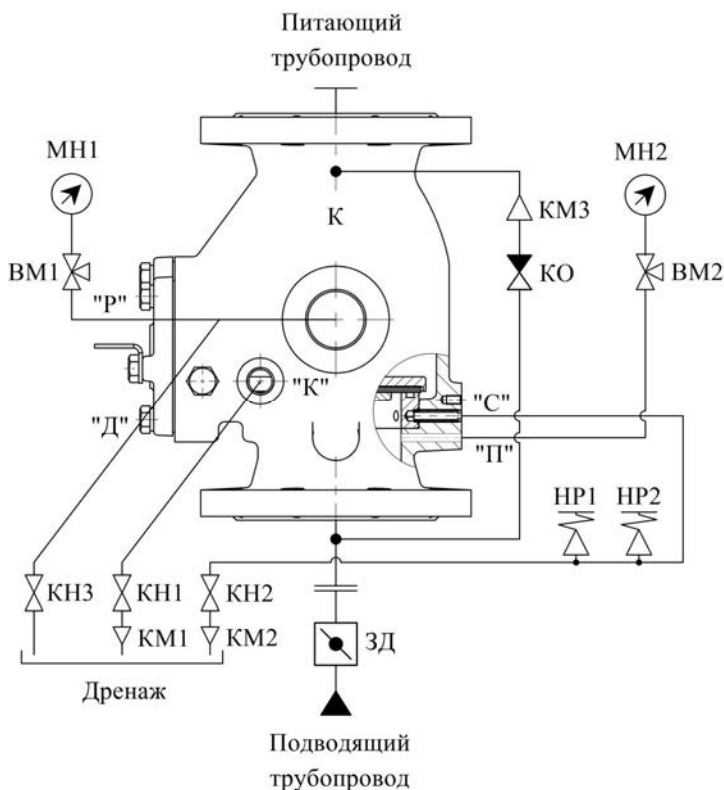 Питающий
трубопровод
МН1
МН2
К
КМ3
ВМ1
КО
ВМ2
"Р"
"К"
"С"
"Д"
"П"
НР1
НР2
КН3
КН1
КН2
КМ1
КМ2
ЗД
Дренаж
Подводящий
трубопровод